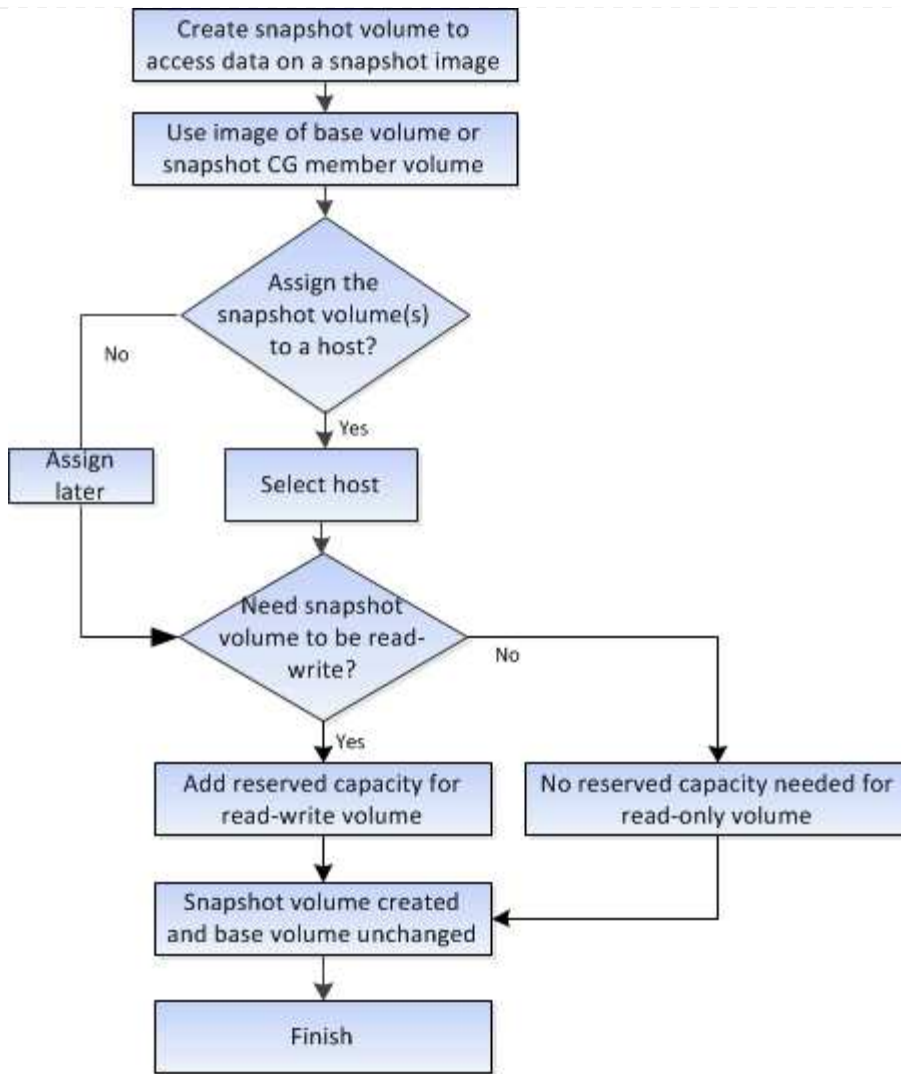 Create snapshot volume to
access data on a snapshot image
Use image of base volume or
snapshot CG member volume
Assign the
snapshot volume(s)
to a host?
No
Yes
Assign
later
Select host
Need snapshot
volume to be read-
write?
No
Yes
Add reserved capacity for
read-write volume
No reserved capacity needed for
read-only volume
Snapshot volume created
and base volume unchanged
Finish